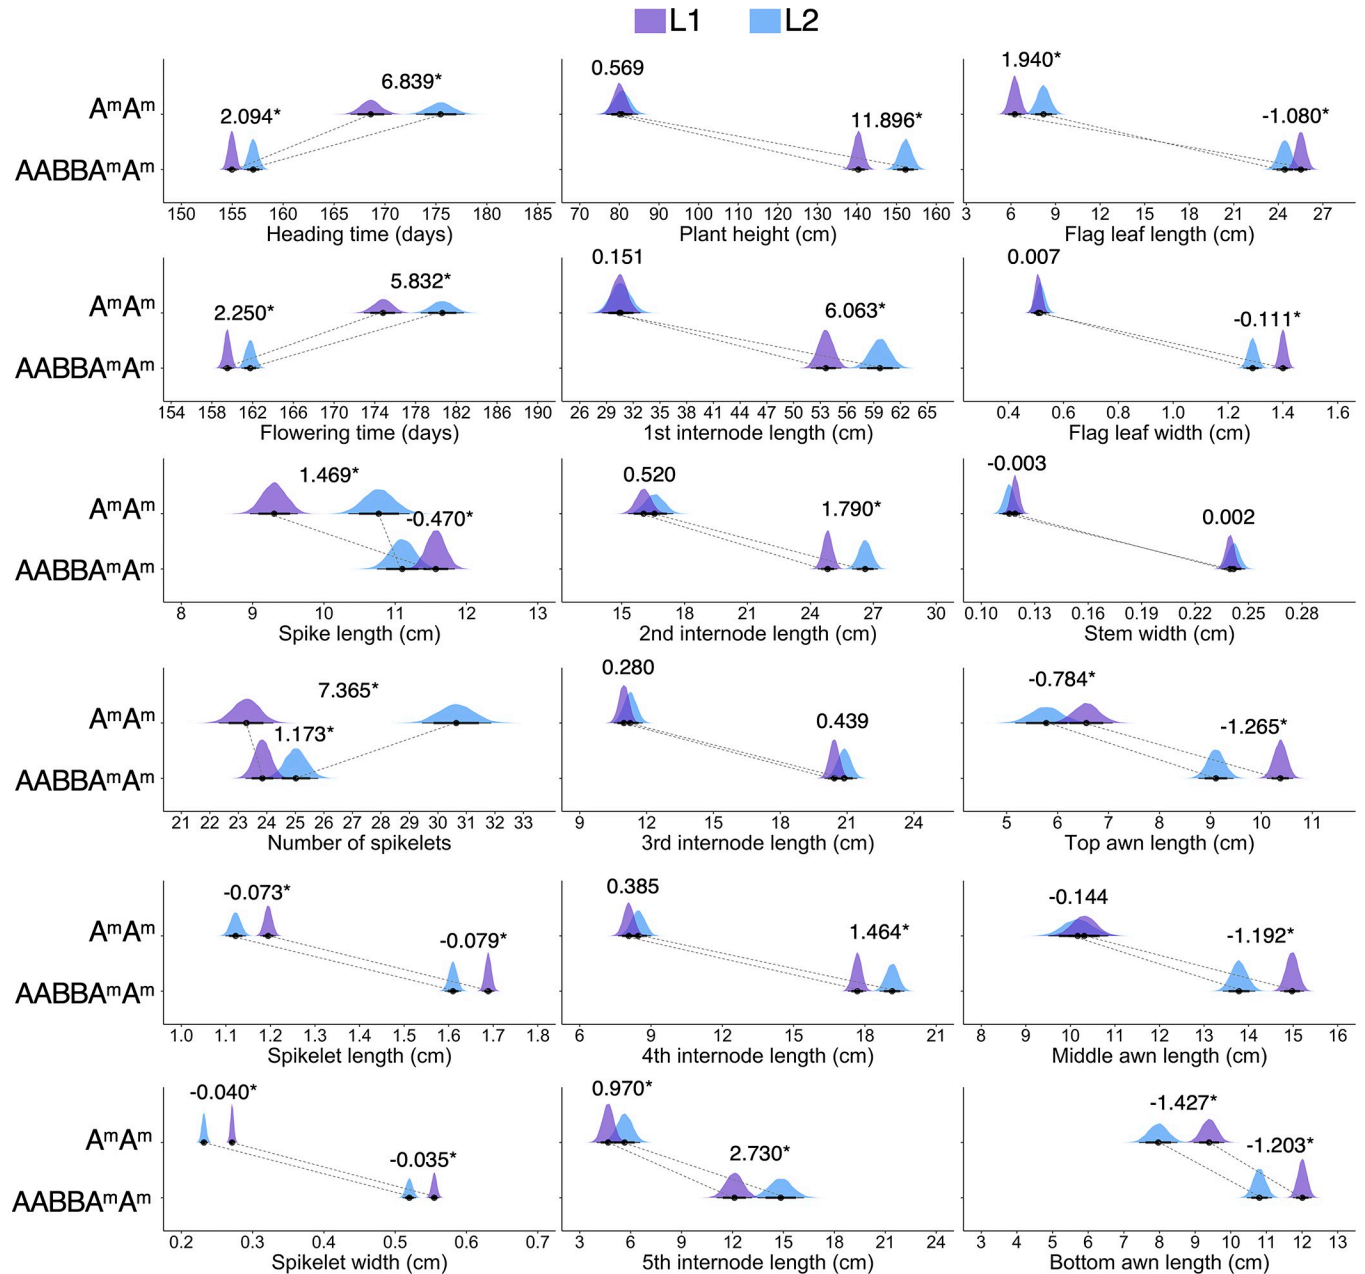 L1 L2
6.839* 0.569 1.940*
AᵐAᵐ
2.094* 11.896* -1.080*
AABBAᵐAᵐ
150 155 160 165 170 175 180 185 70 80 90 100 110 120 130 140 150 160 3 6 9 12 15 18 21 24 27
Heading time (days) Plant height (cm) Flag leaf length (cm)
5.832* 0.151 0.007
AᵐAᵐ
2.250* 6.063* -0.111*
AABBAᵐAᵐ
154 158 162 166 170 174 178 182 186 190 26 29 32 35 38 41 44 47 50 53 56 59 62 65 0.4 0.6 0.8 1.0 1.2 1.4 1.6
Flowering time (days) 1st internode length (cm) Flag leaf width (cm)
1.469* 0.520 -0.003
AᵐAᵐ
-0.470* 1.790* 0.002
AABBAᵐAᵐ
8 9 10 11 12 13 15 18 21 24 27 30 0.10 0.13 0.16 0.19 0.22 0.25 0.28
Spike length (cm) 2nd internode length (cm) Stem width (cm)
7.365* 0.280 -0.784*
AᵐAᵐ
1.173* 0.439 -1.265*
AABBAᵐAᵐ
21 22 23 24 25 26 27 28 29 30 31 32 33 9 12 15 18 21 24 5 6 7 8 9 10 11
Number of spikelets 3rd internode length (cm) Top awn length (cm)
-0.073* 0.385 -0.144
AᵐAᵐ
-0.079* 1.464* -1.192*
AABBAᵐAᵐ
1.0 1.1 1.2 1.3 1.4 1.5 1.6 1.7 1.8 6 9 12 15 18 21 8 9 10 11 12 13 14 15 16
Spikelet length (cm) 4th internode length (cm) Middle awn length (cm)
-0.040* 0.970* -1.427*
AᵐAᵐ
-0.035* 2.730* -1.203*
AABBAᵐAᵐ
0.2 0.3 0.4 0.5 0.6 0.7 3 6 9 12 15 18 21 24 3 4 5 6 7 8 9 10 11 12 13
Spikelet width (cm) 5th internode length (cm) Bottom awn length (cm)